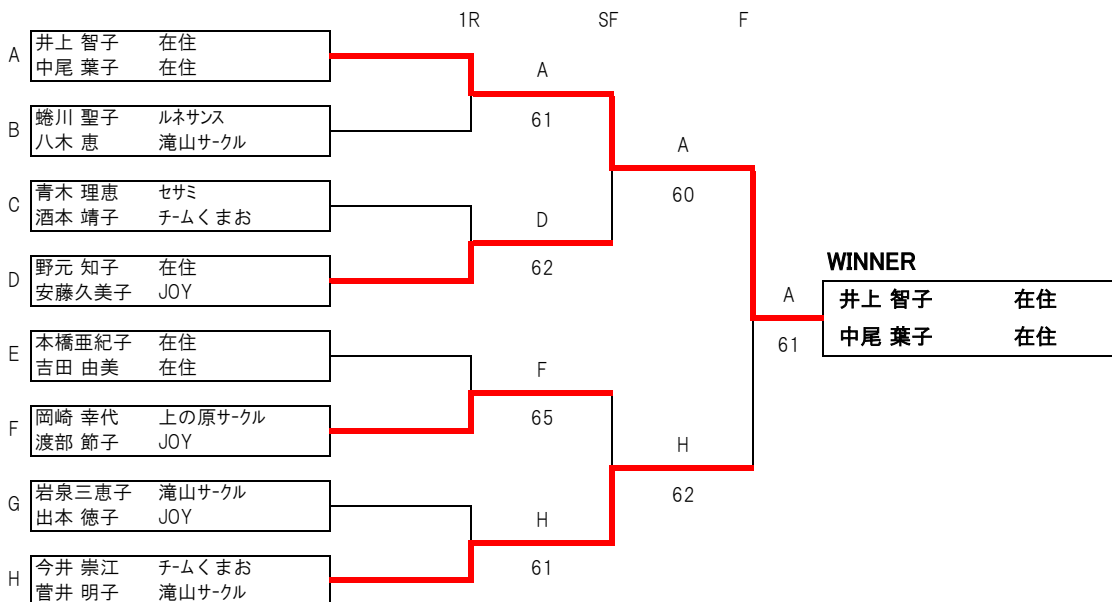 1R SF F
A
井上 智子 在住
中尾 葉子 在住
A
61
B
蜷川 聖子 ルネサンス
八木 恵 滝山サークル
A
60
C
青木 理恵 セサミ
酒本 靖子 チームくまお
D
62
D
野元 知子 在住
安藤久美子 JOY
WINNER
A
61
井上 智子 在住
中尾 葉子 在住
E
本橋亜紀子 在住
吉田 由美 在住
F
65
F
岡崎 幸代 上の原サークル
渡部 節子 JOY
H
62
G
岩泉三恵子 滝山サークル
出本 徳子 JOY
H
61
H
今井 崇江 チームくまお
菅井 明子 滝山サークル